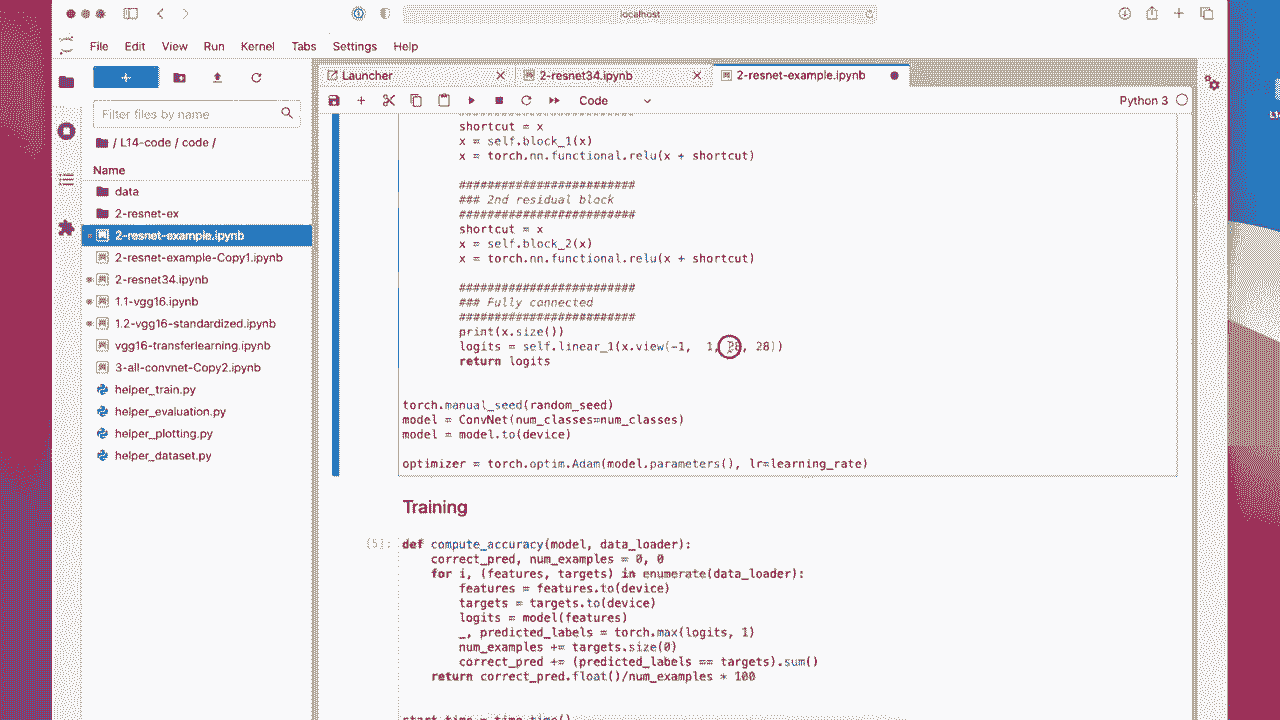 localhost
File Edit View Run Kernel Tabs Settings Help
Launcher 2-resnet34.ipynb 2-resnet-example.ipynb
Filter files by name
Code
Python 3
/ L14-code / code /
Name
data
2-resnet-ex
2-resnet-example.ipynb
2-resnet-example-Copy1.ipynb
2-resnet34.ipynb
1.1-vgg16.ipynb
1.2-vgg16-standardized.ipynb
vgg16-transferlearning.ipynb
3-all-convnet-Copy2.ipynb
helper_train.py
helper_evaluation.py
helper_plotting.py
helper_dataset.py
shortcut = x
x = self.block_1(x)
x = torch.nn.functional.relu(x + shortcut)
#########################
### 2nd residual block
#########################
shortcut = x
x = self.block_2(x)
x = torch.nn.functional.relu(x + shortcut)
#########################
### Fully connected
#########################
print(x.size())
logits = self.linear_1(x.view(-1, 1, 28, 28))
return logits
torch.manual_seed(random_seed)
model = ConvNet(num_classes=num_classes)
model = model.to(device)
optimizer = torch.optim.Adam(model.parameters(), lr=learning_rate)
Training
[5]:
def compute_accuracy(model, data_loader):
correct_pred, num_examples = 0, 0
for i, (features, targets) in enumerate(data_loader):
features = features.to(device)
targets = targets.to(device)
logits = model(features)
_, predicted_labels = torch.max(logits, 1)
num_examples += targets.size(0)
correct_pred += (predicted_labels == targets).sum()
return correct_pred.float()/num_examples * 100
start_time = time.time()